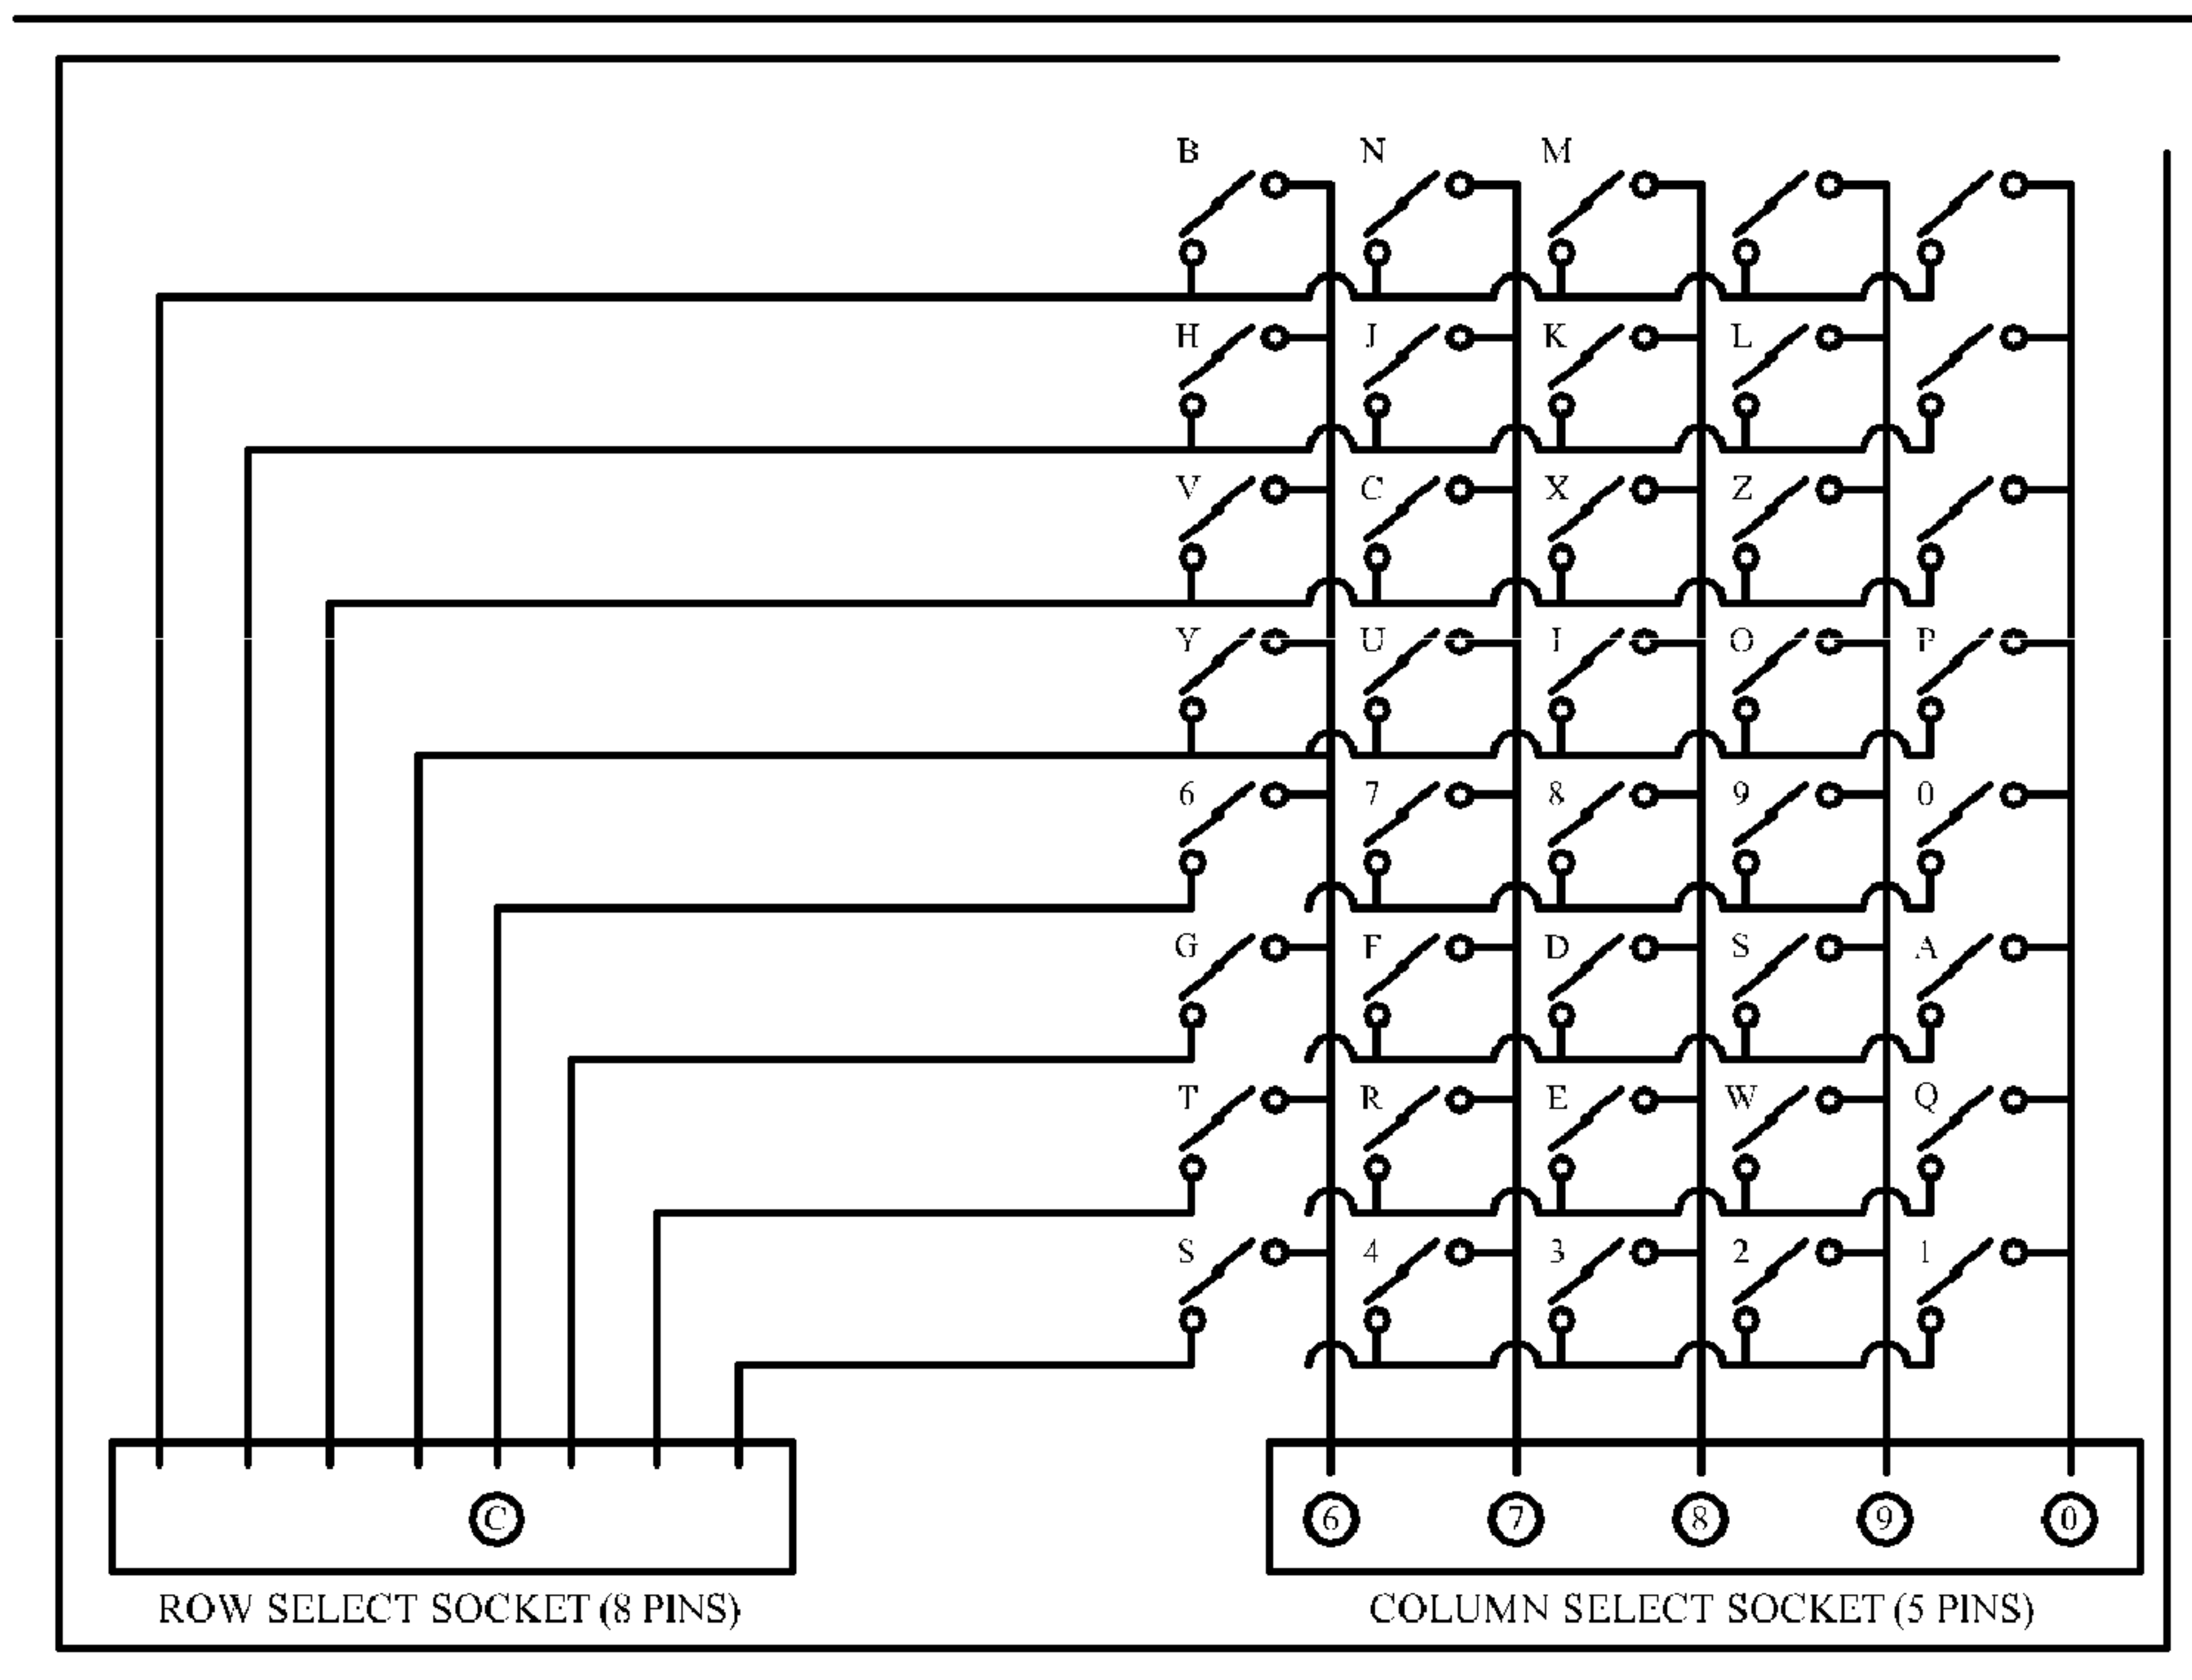 B N M
H J K L
V C X Z
Y U I O P
6 7 8 9 0
G F D S A
T R E W Q
S 4 3 2 1
C 6 7 8 9 0
ROW SELECT SOCKET (8 PINS) COLUMN SELECT SOCKET (5 PINS)